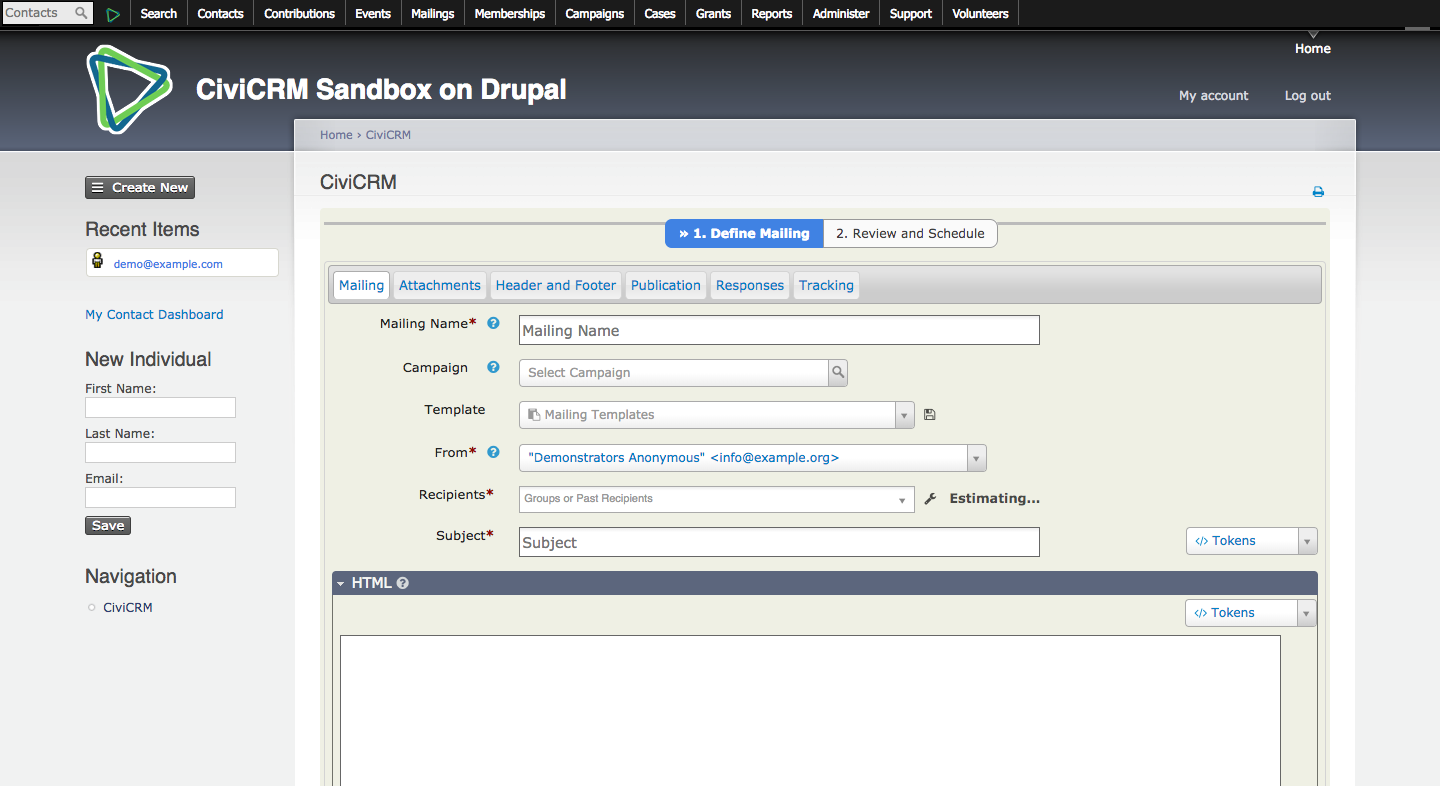 Contacts
Search Contacts Contributions Events Mailings Memberships Campaigns Cases Grants Reports Administer Support Volunteers
Home
CiviCRM Sandbox on Drupal
My account Log out
Home › CiviCRM
Create New
Recent Items
demo@example.com
My Contact Dashboard
New Individual
First Name:
Last Name:
Email:
Save
Navigation
CiviCRM
CiviCRM
» 1. Define Mailing 2. Review and Schedule
Mailing Attachments Header and Footer Publication Responses Tracking
Mailing Name* ? Mailing Name
Campaign ? Select Campaign
Template Mailing Templates
From* ? "Demonstrators Anonymous" <info@example.org>
Recipients* Groups or Past Recipients Estimating...
Subject* Subject </> Tokens
HTML ?
</> Tokens